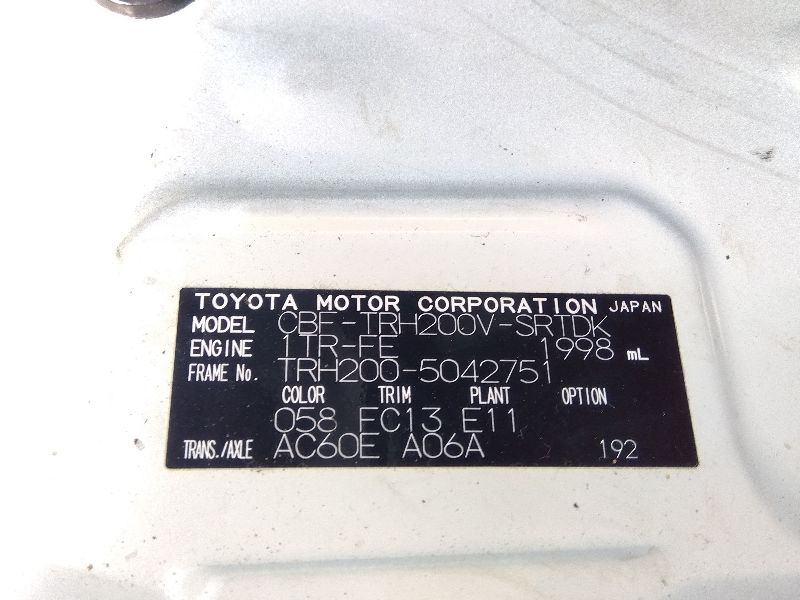 TOYOTA MOTOR CORPORATION JAPAN
MODEL CBF-TRH200V-SRTDK
ENGINE 1TR-FE 1998 mL
FRAME No. TRH200-5042751
COLOR TRIM PLANT OPTION
058 FC13 E11
TRANS./AXLE AC60E A06A 192